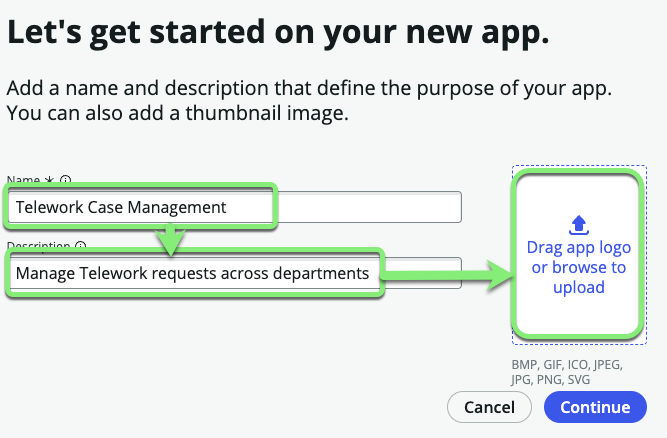 Let's get started on your new app.
Add a name and description that define the purpose of your app.
You can also add a thumbnail image.
Name *
Telework Case Management
Description
Manage Telework requests across departments
Drag app logo
or browse to
upload
BMP, GIF, ICO, JPEG,
JPG, PNG, SVG
Cancel
Continue